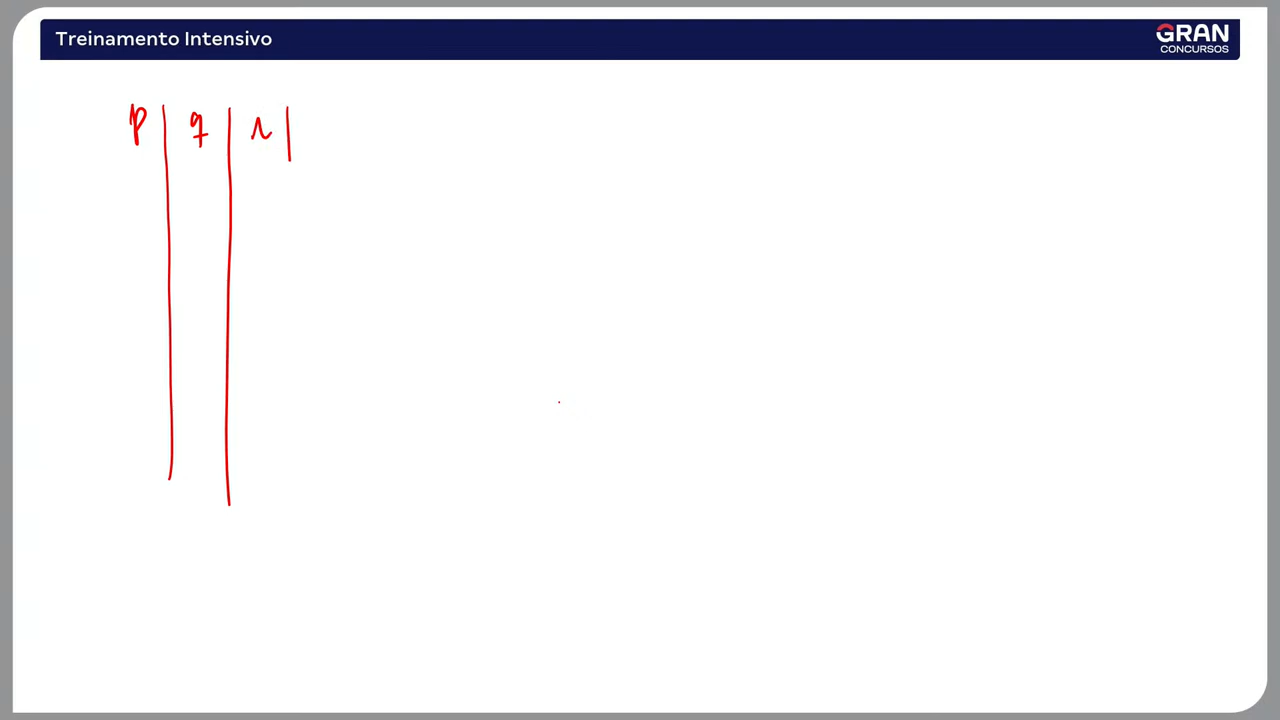 Treinamento Intensivo
GRAN
CONCURSOS
p | q | r |